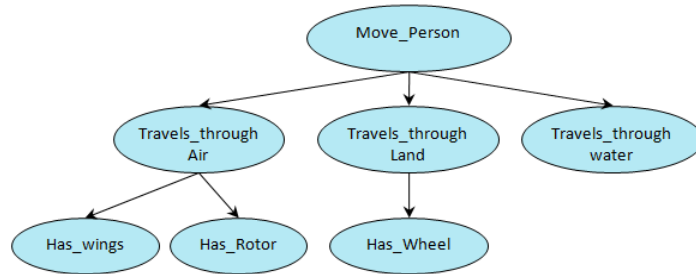 Move_Person
Travels_through
Air
Travels_through
Land
Travels_through
water
Has_wings
Has_Rotor
Has_Wheel